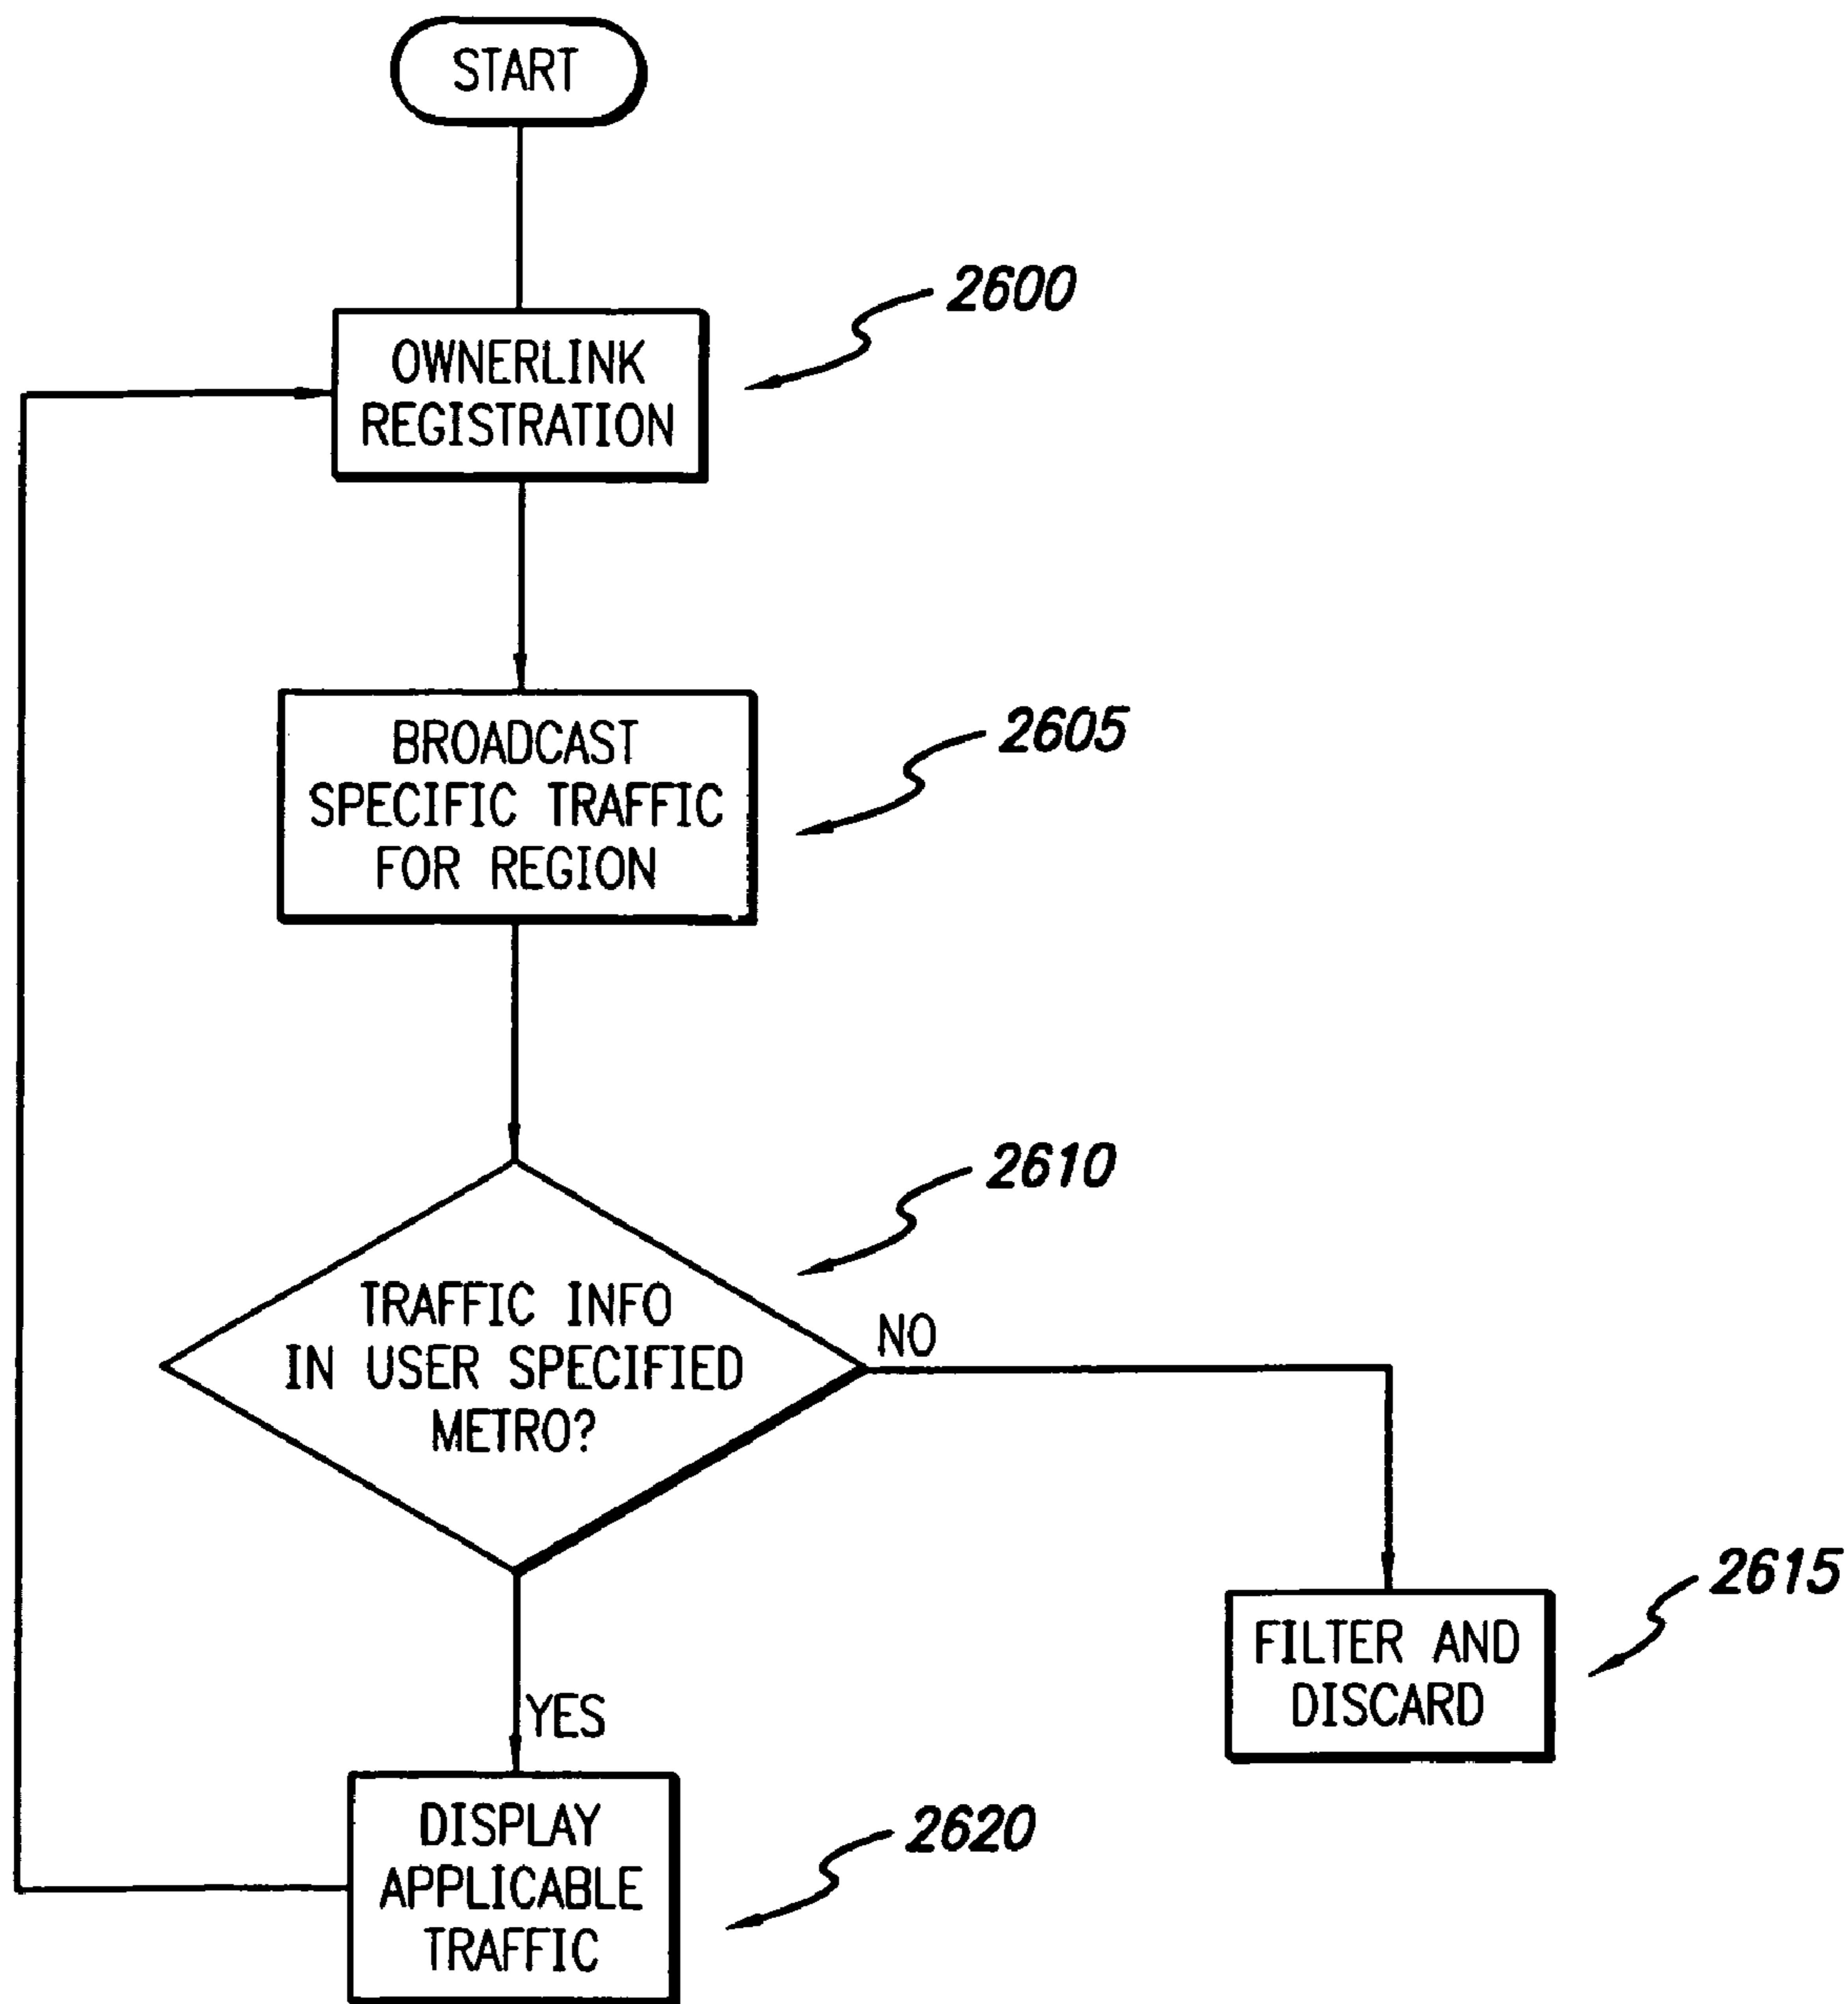 START
2600
OWNERLINK
REGISTRATION
2605
BROADCAST
SPECIFIC TRAFFIC
FOR REGION
2610
TRAFFIC INFO
IN USER SPECIFIED
METRO?
NO
2615
FILTER AND
DISCARD
YES
2620
DISPLAY
APPLICABLE
TRAFFIC